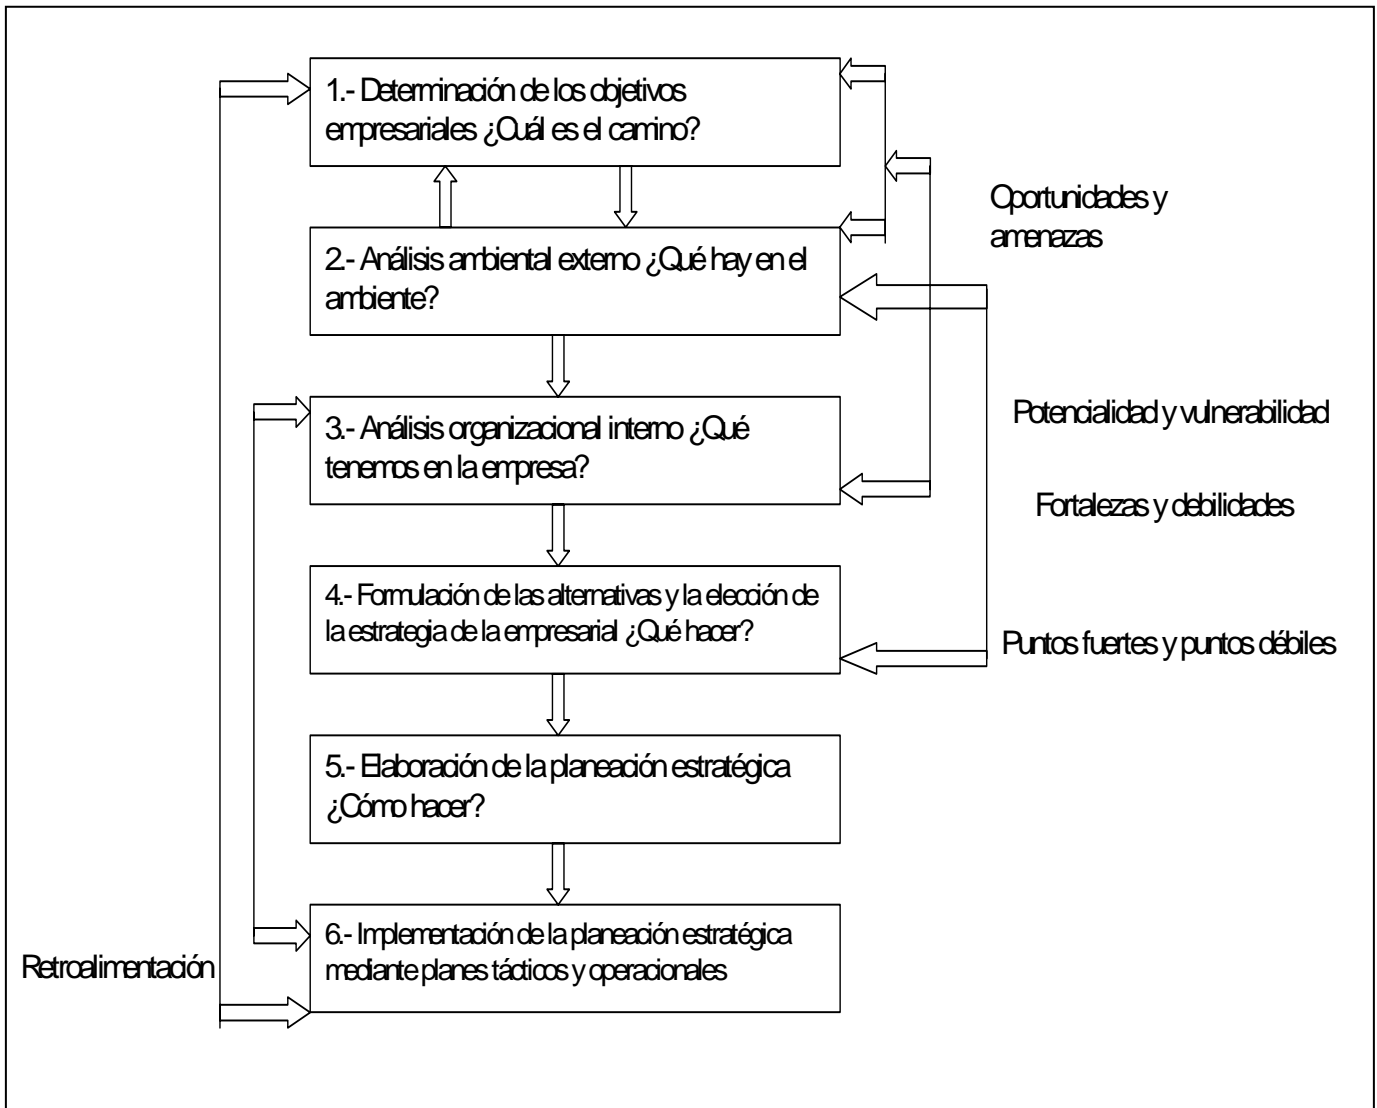 1.- Determinación de los objetivos
empresariales ¿Cuál es el camino?
Oportunidades y
amenazas
2.- Análisis ambiental externo ¿Qué hay en el
ambiente?
Potencialidad y vulnerabilidad
3.- Análisis organizacional interno ¿Qué
tenemos en la empresa?
Fortalezas y debilidades
4.- Formulación de las alternativas y la elección de
la estrategia de la empresarial ¿Qué hacer?
Puntos fuertes y puntos débiles
5.- Elaboración de la planeación estratégica
¿Cómo hacer?
6.- Implementación de la planeación estratégica
mediante planes tácticos y operacionales
Retroalimentación